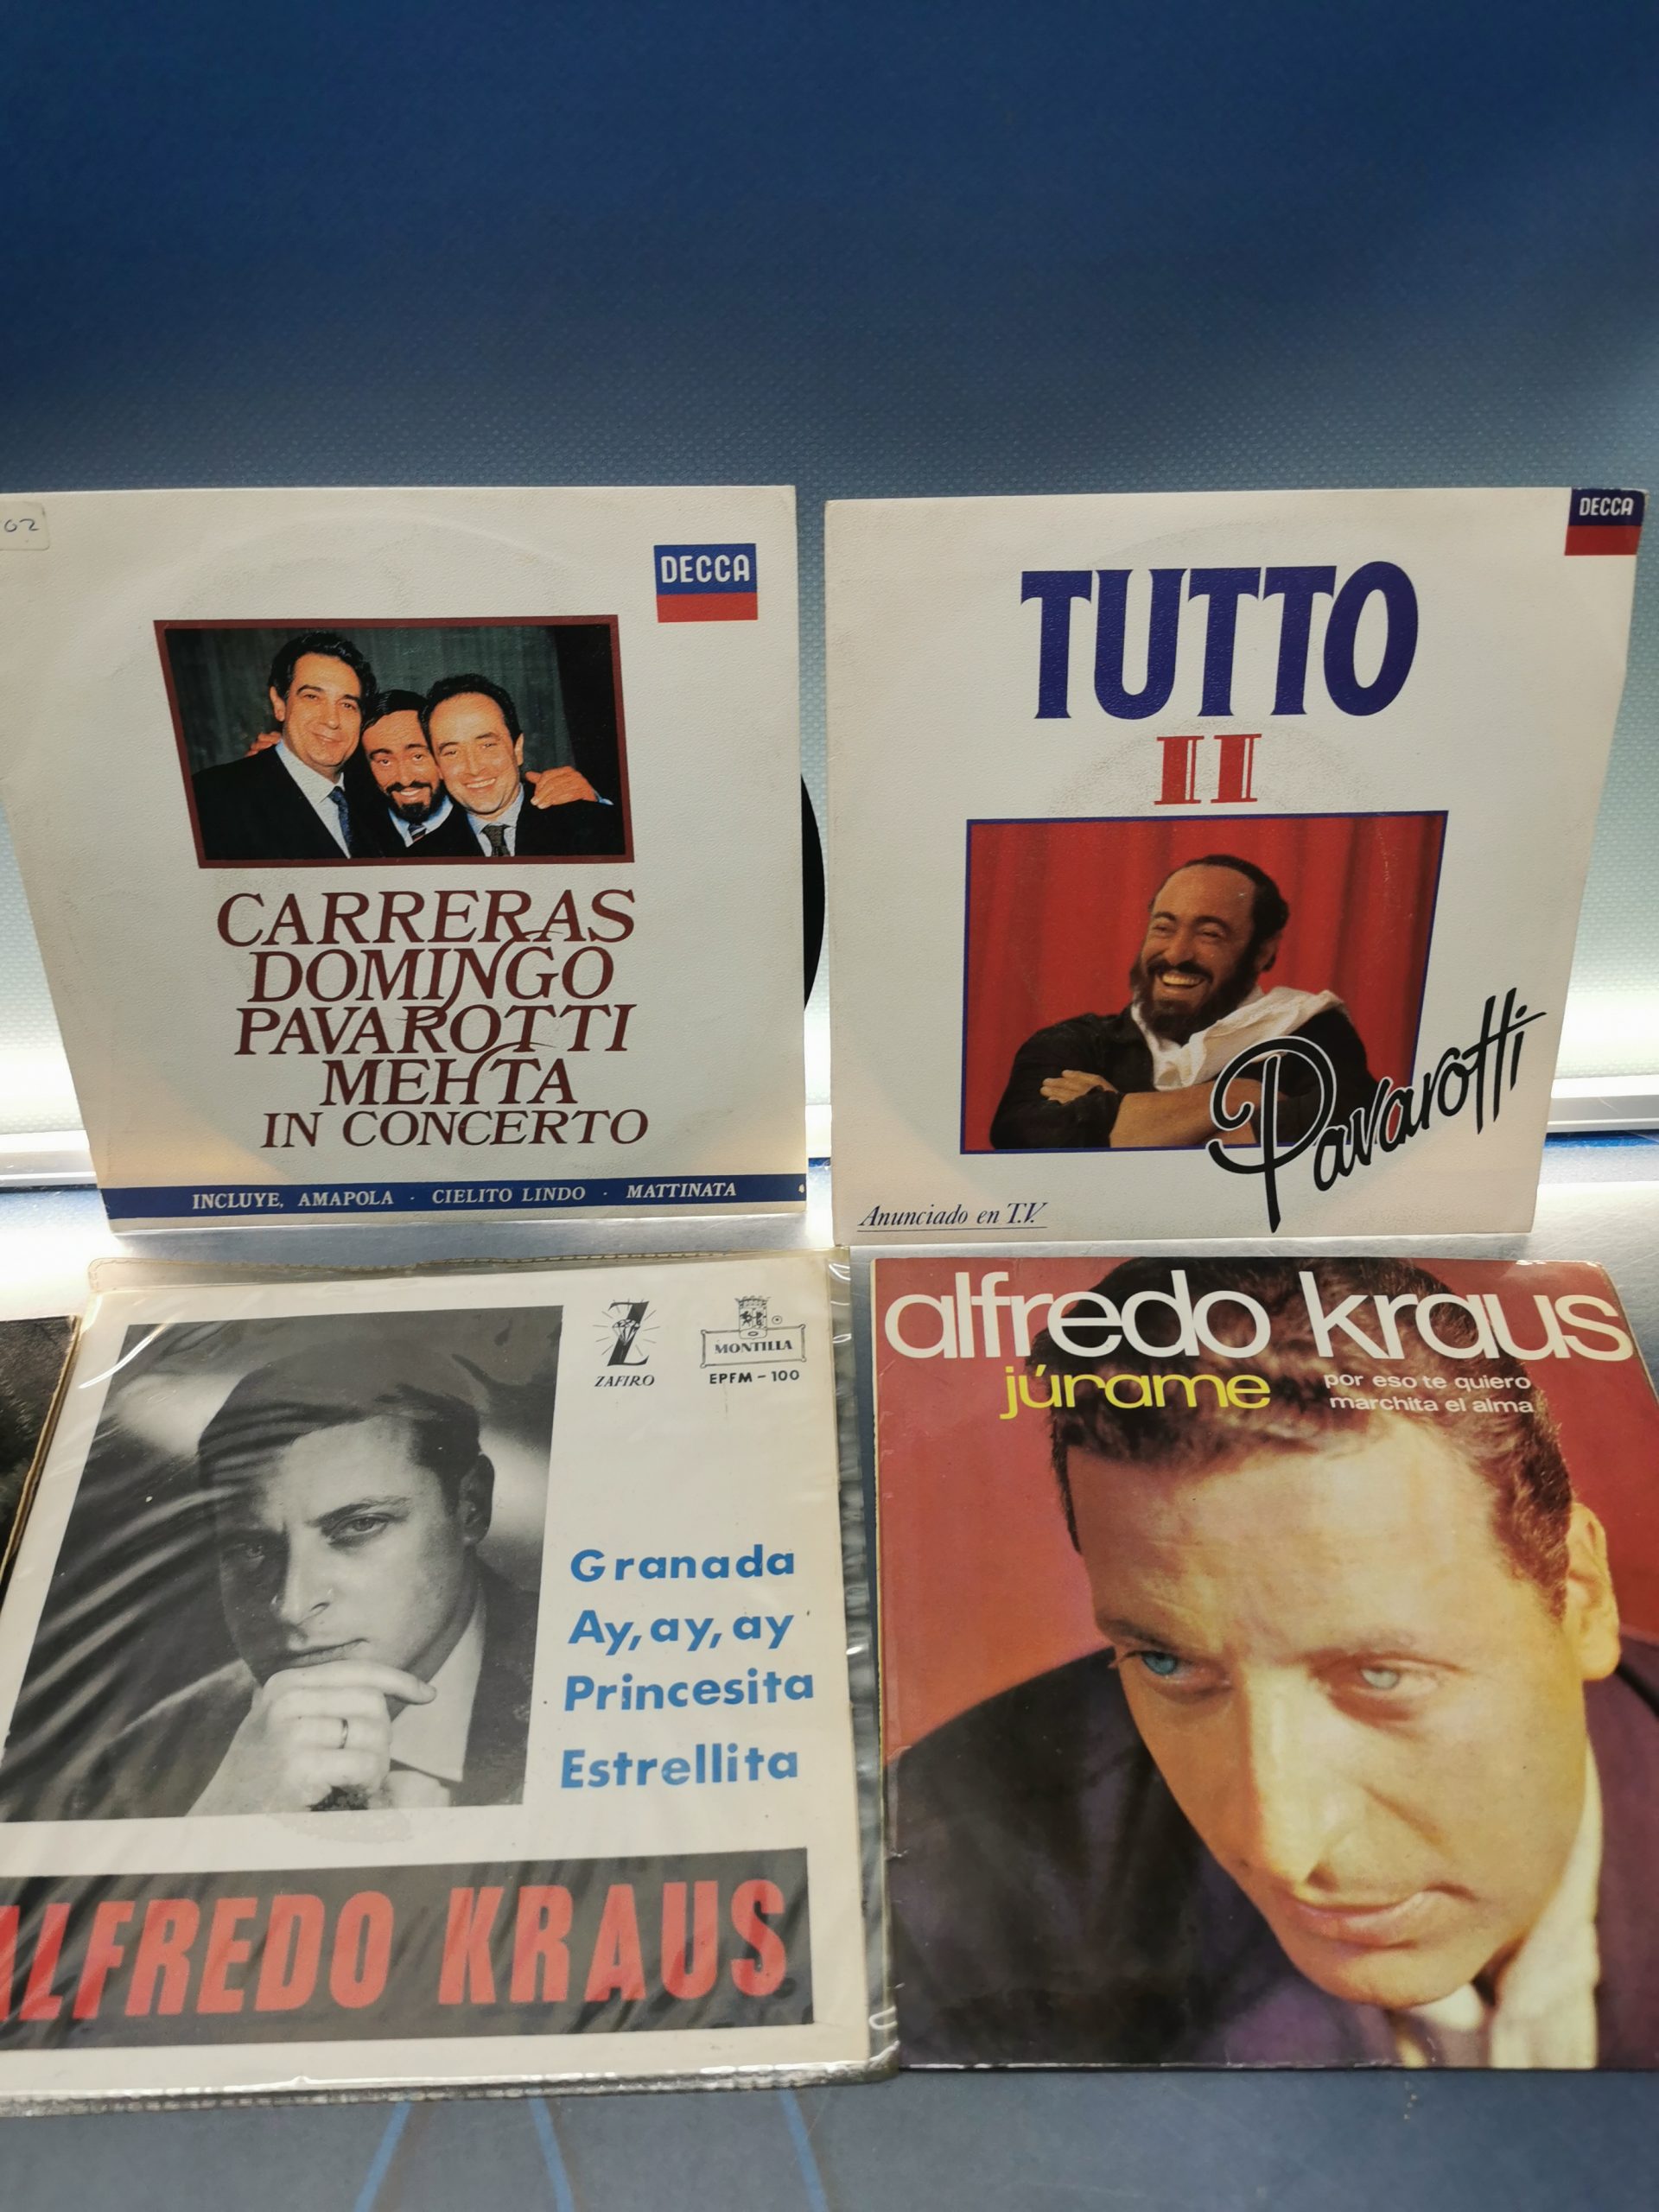 02
DECCA
CARRERAS
DOMINGO
PAVAROTTI
MEHTA
IN CONCERTO
INCLUYE, AMAPOLA · CIELITO LINDO · MATTINATA
DECCA
TUTTO
II
Pavarotti
Anunciado en T.V.
ZAFIRO
MONTILLA
EPFM-100
Granada
Ay, ay, ay
Princesita
Estrellita
ALFREDO KRAUS
alfredo kraus
júrame
por eso te quiero
marchita el alma